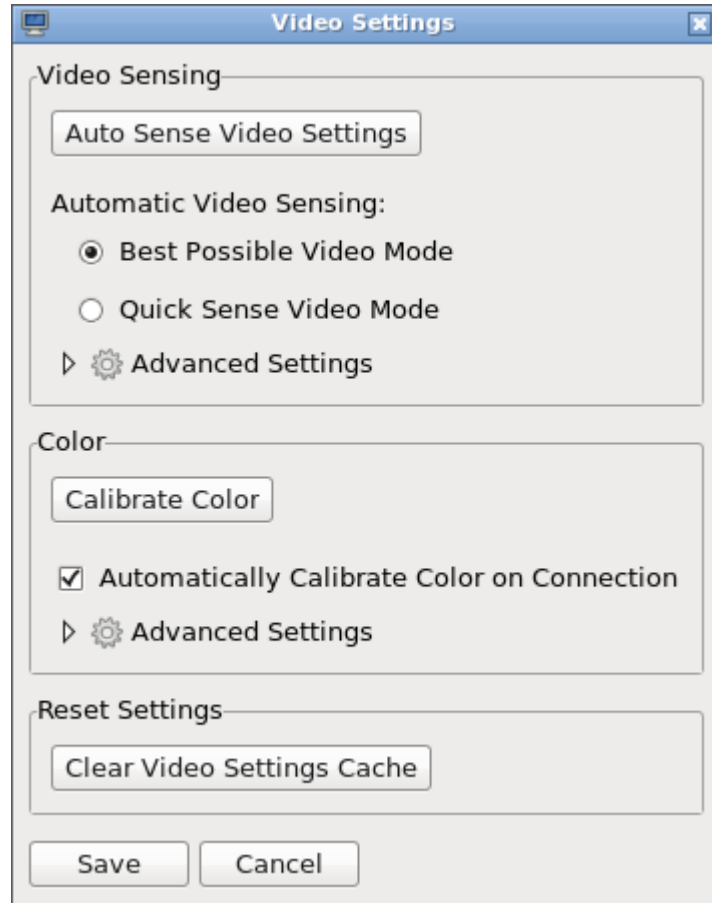 Video Settings
Video Sensing
Auto Sense Video Settings
Automatic Video Sensing:
Best Possible Video Mode
Quick Sense Video Mode
Advanced Settings
Color
Calibrate Color
Automatically Calibrate Color on Connection
Advanced Settings
Reset Settings
Clear Video Settings Cache
Save Cancel